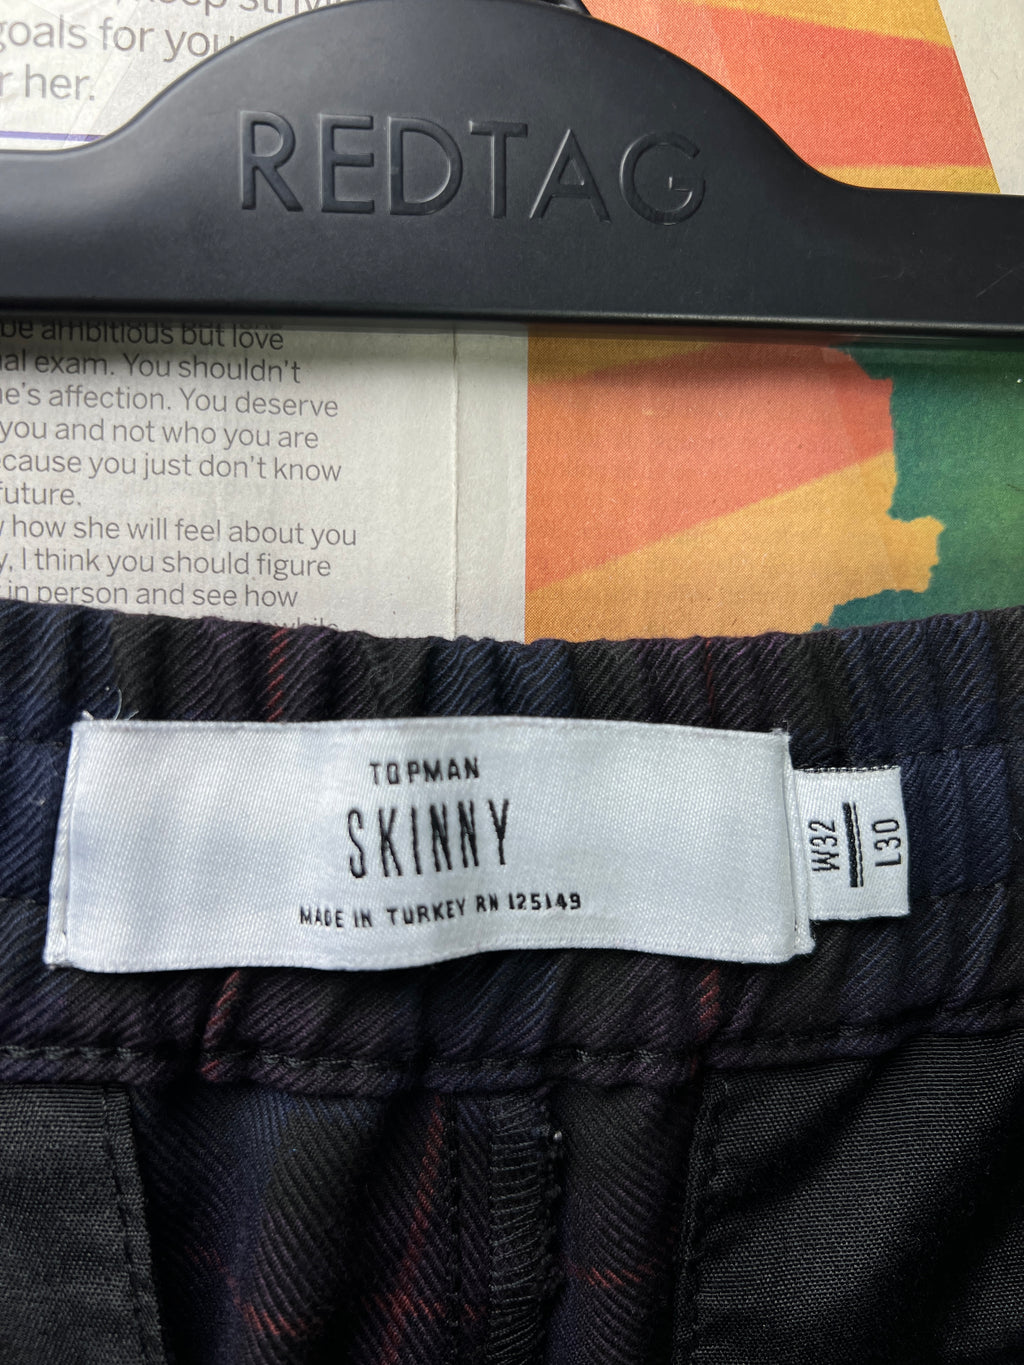 goals for you
r her.
REDTAG
be ambitious but love
al exam. You shouldn't
e's affection. You deserve
you and not who you are
cause you just don't know
future.
how she will feel about you
y, I think you should figure
in person and see how
while
TOPMAN
SKINNY
MADE IN TURKEY RN 125149
W32
L30